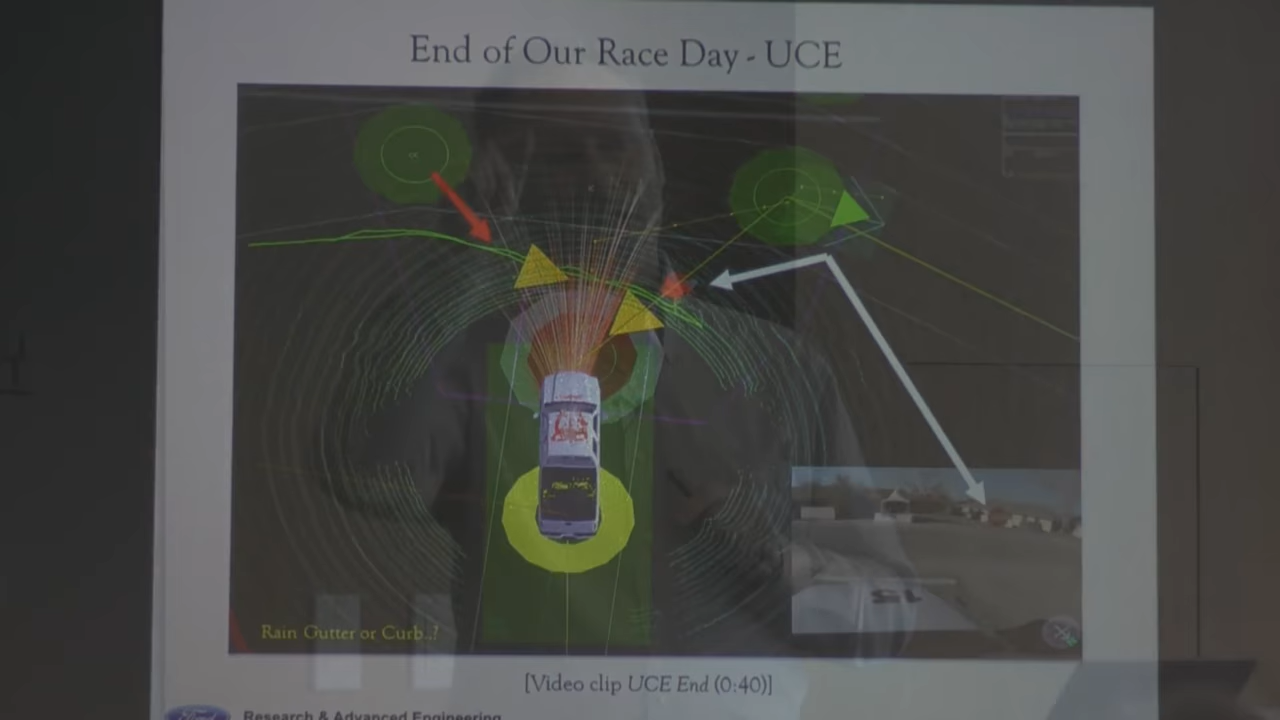 End of Our Race Day - UCE
Rain Gutter or Curb..?
[Video clip UCE End (0:40)]
Ford
Research & Advanced Engineering